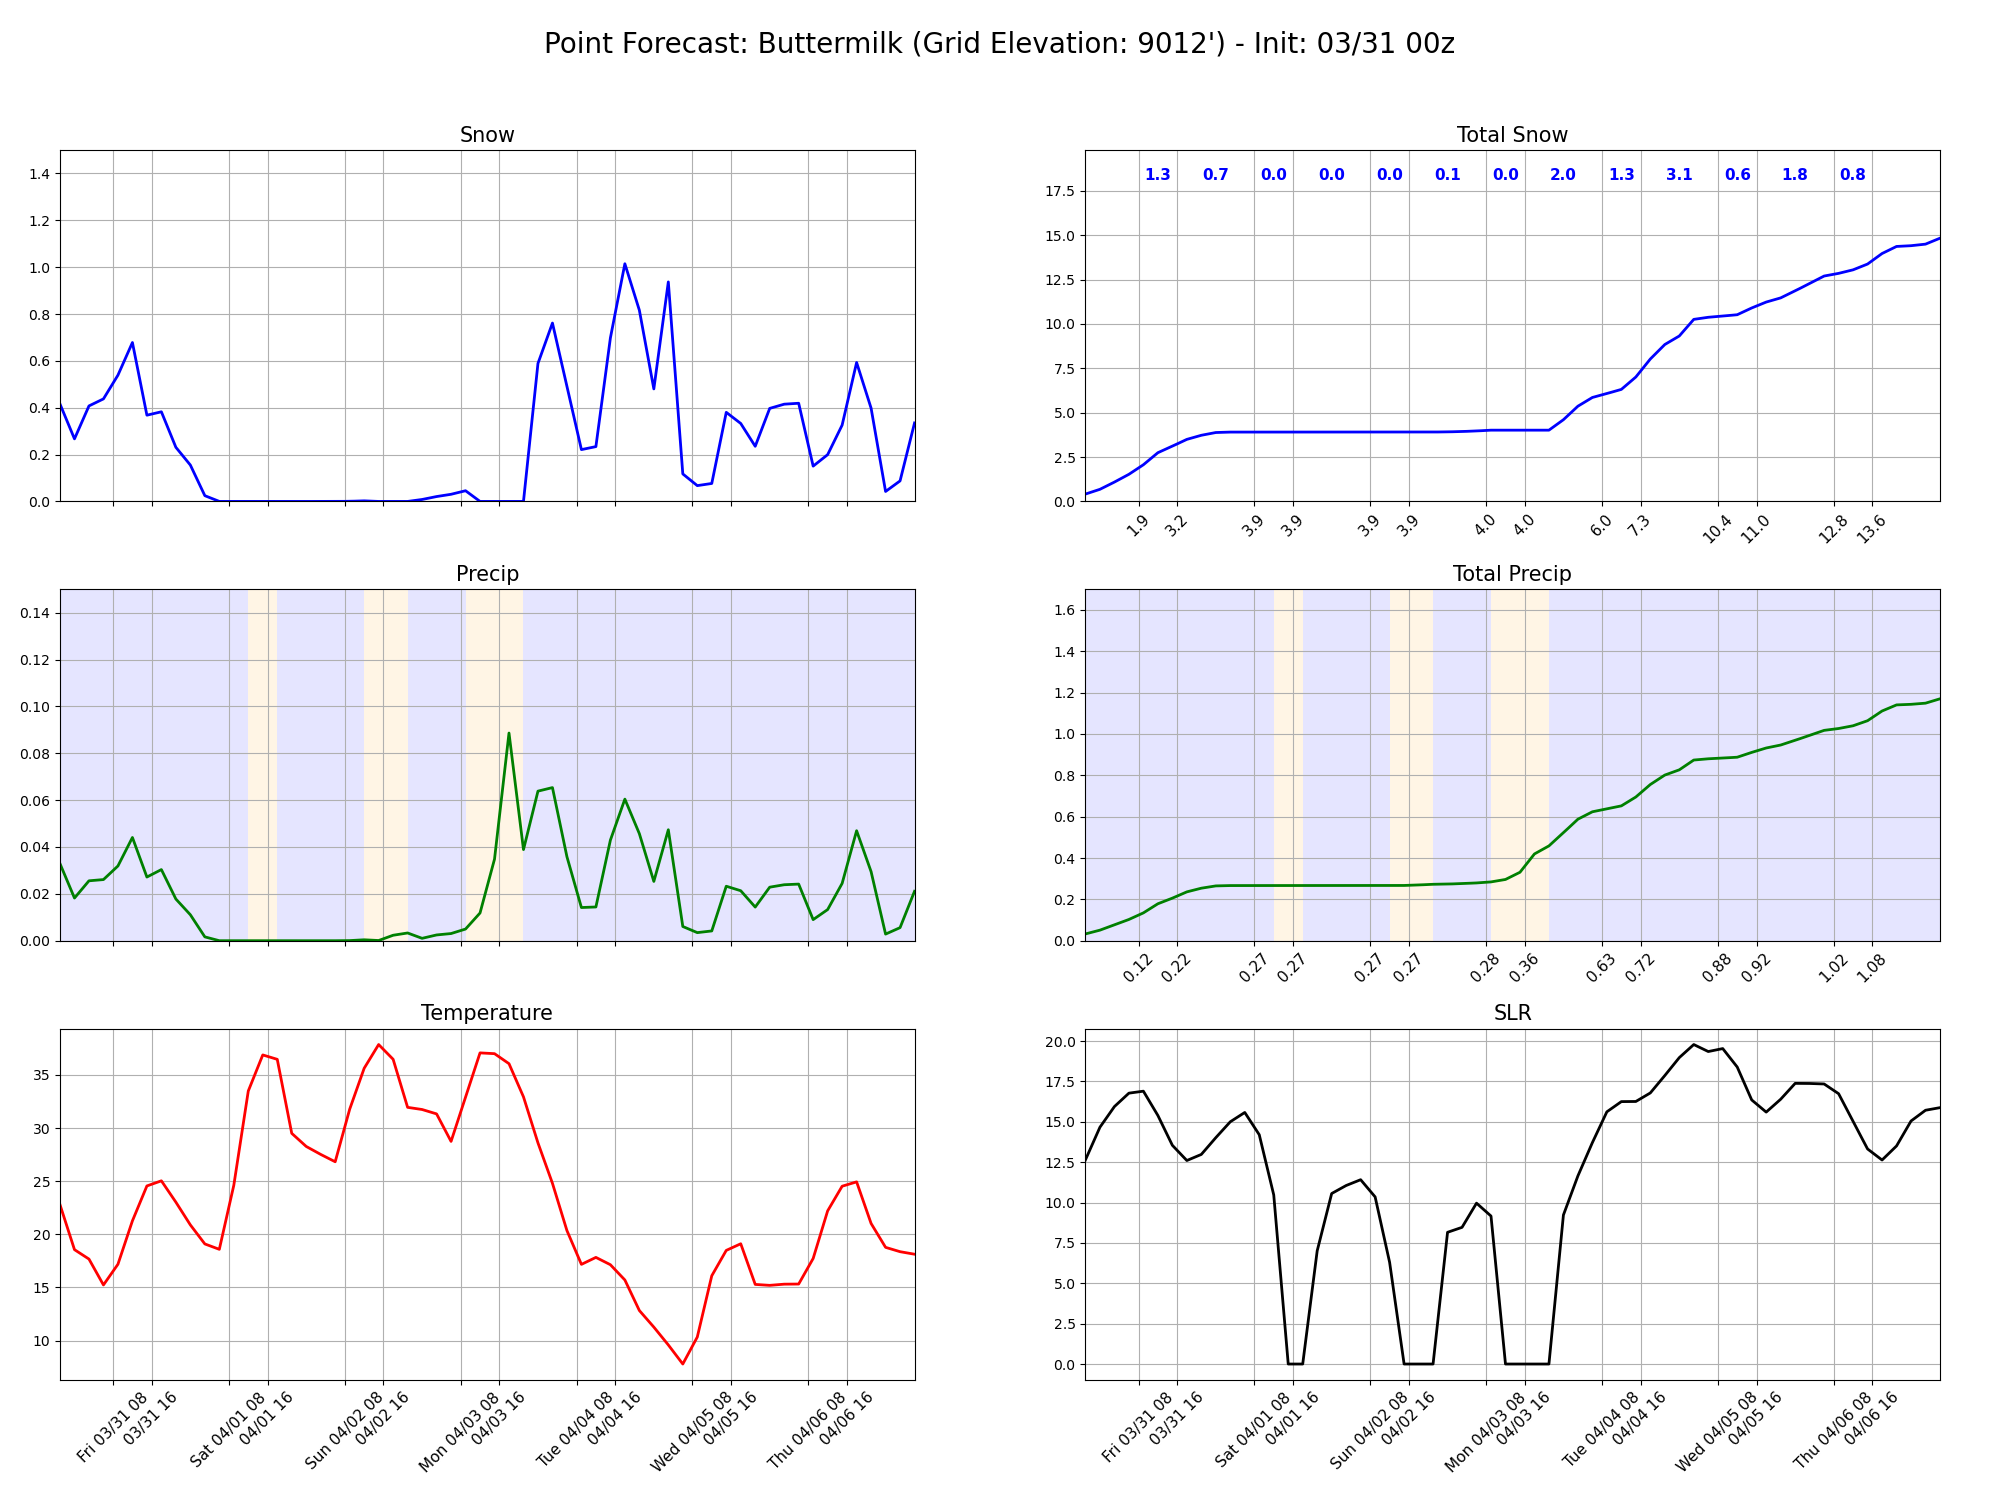 Point Forecast: Buttermilk (Grid Elevation: 9012') - Init: 03/31 00z
Snow
1.4
1.2
1.0
0.8
0.6
0.4
0.2
0.0
Total Snow
1.3 0.7 0.0 0.0 0.0 0.1 0.0 2.0 1.3 3.1 0.6 1.8 0.8
17.5
15.0
12.5
10.0
7.5
5.0
2.5
0.0
1.9 3.2 3.9 3.9 3.9 3.9 4.0 4.0 6.0 7.3 10.4 11.0 12.8 13.6
Precip
0.14
0.12
0.10
0.08
0.06
0.04
0.02
0.00
Total Precip
1.6
1.4
1.2
1.0
0.8
0.6
0.4
0.2
0.0
0.12 0.22 0.27 0.27 0.27 0.27 0.28 0.36 0.63 0.72 0.88 0.92 1.02 1.08
Temperature
35
30
25
20
15
10
Fri 03/31 08
03/31 16
Sat 04/01 08
04/01 16
Sun 04/02 08
04/02 16
Mon 04/03 08
04/03 16
Tue 04/04 08
04/04 16
Wed 04/05 08
04/05 16
Thu 04/06 08
04/06 16
SLR
20.0
17.5
15.0
12.5
10.0
7.5
5.0
2.5
0.0
Fri 03/31 08
03/31 16
Sat 04/01 08
04/01 16
Sun 04/02 08
04/02 16
Mon 04/03 08
04/03 16
Tue 04/04 08
04/04 16
Wed 04/05 08
04/05 16
Thu 04/06 08
04/06 16